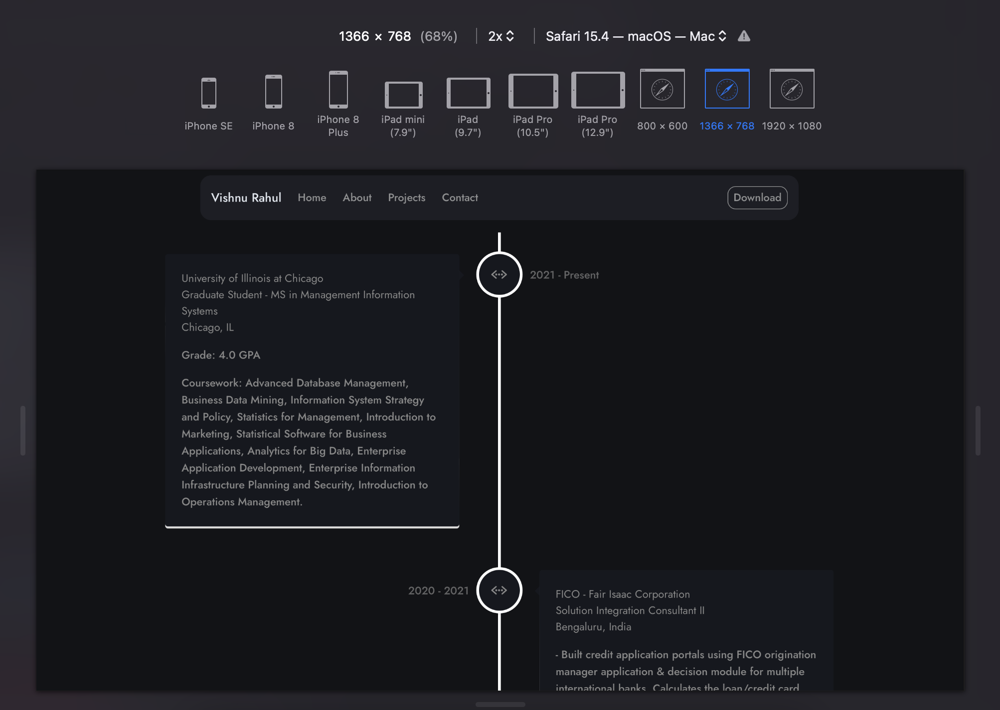 1366 × 768 (68%)
2x
Safari 15.4 — macOS — Mac
iPhone SE
iPhone 8
iPhone 8
Plus
iPad mini
(7.9")
iPad
(9.7")
iPad Pro
(10.5")
iPad Pro
(12.9")
800 × 600
1366 × 768
1920 × 1080
Vishnu Rahul
Home
About
Projects
Contact
Download
University of Illinois at Chicago
Graduate Student - MS in Management Information
Systems
Chicago, IL
Grade: 4.0 GPA
Coursework: Advanced Database Management,
Business Data Mining, Information System Strategy
and Policy, Statistics for Management, Introduction to
Marketing, Statistical Software for Business
Applications, Analytics for Big Data, Enterprise
Application Development, Enterprise Information
Infrastructure Planning and Security, Introduction to
Operations Management.
2021 - Present
2020 - 2021
FICO - Fair Isaac Corporation
Solution Integration Consultant II
Bengaluru, India
- Built credit application portals using FICO origination
manager application & decision module for multiple
international banks. Calculates the loan/credit card